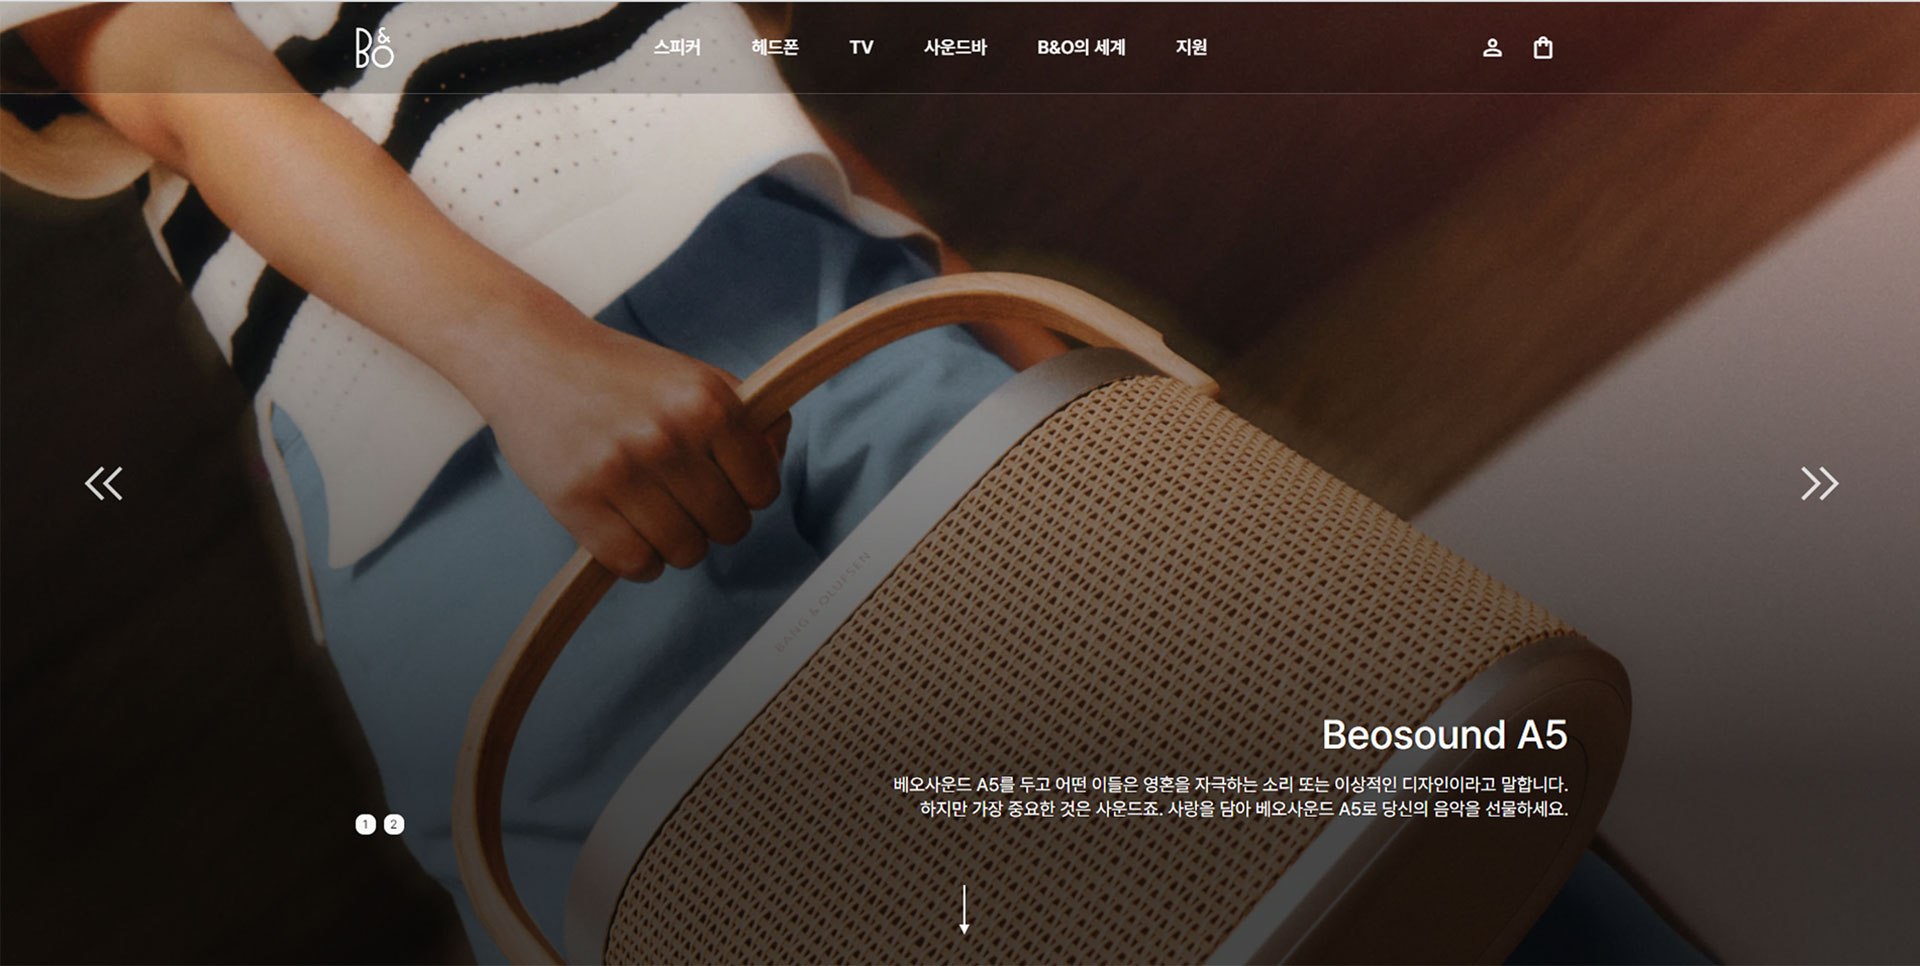 B&O
스피커
헤드폰
TV
사운드바
B&O의 세계
지원
BANG & OLUFSEN
Beosound A5
베오사운드 A5를 두고 어떤 이들은 영혼을 자극하는 소리 또는 이상적인 디자인이라고 말합니다.
하지만 가장 중요한 것은 사운드죠. 사랑을 담아 베오사운드 A5로 당신의 음악을 선물하세요.
1 2